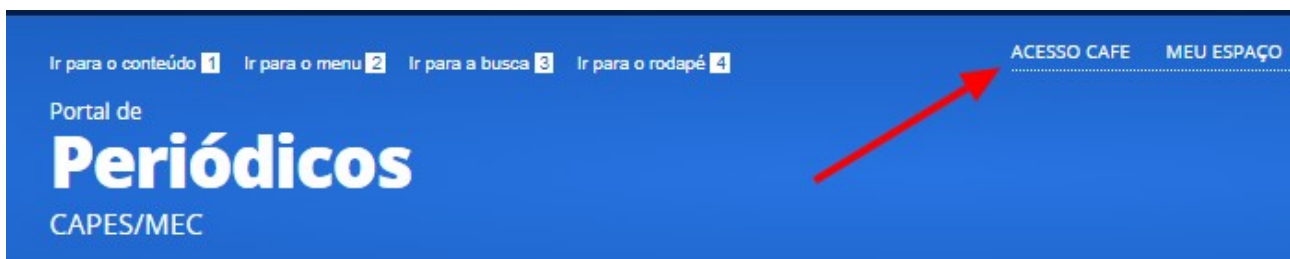 Ir para o conteúdo 1 Ir para o menu 2 Ir para a busca 3 Ir para o rodapé 4
ACESSO CAFE MEU ESPAÇO
Portal de
Periódicos
CAPES/MEC